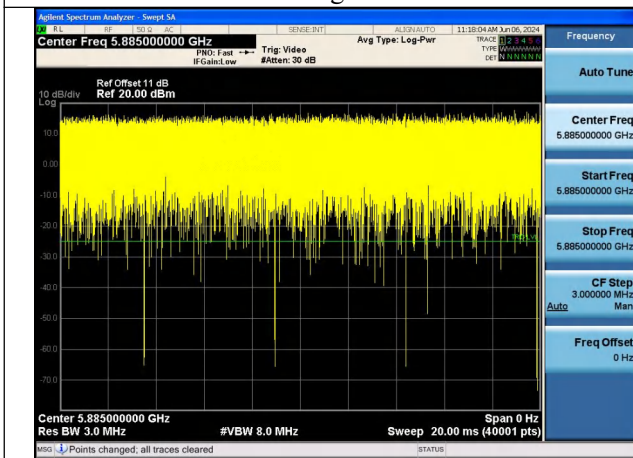 Agilent Spectrum Analyzer - Swept SA
RL RF 50 Ω AC SENSE:INT ALIGN AUTO 11:18:04 AM Jun 06, 2024
Center Freq 5.885000000 GHz
PNO: Fast
IFGain:Low
Trig: Video
#Atten: 30 dB
Avg Type: Log-Pwr
TRACE 1 2 3 4 5 6
TYPE
DET N N N N N N
Frequency
Auto Tune
Center Freq
5.885000000 GHz
Start Freq
5.885000000 GHz
Stop Freq
5.885000000 GHz
CF Step
3.000000 MHz
Auto Man
Freq Offset
0 Hz
Ref Offset 11 dB
10 dB/div Ref 20.00 dBm
Log
10.0
0.00
-10.0
-20.0
-30.0
-40.0
-50.0
-60.0
-70.0
Center 5.885000000 GHz Span 0 Hz
Res BW 3.0 MHz #VBW 8.0 MHz Sweep 20.00 ms (40001 pts)
MSG Points changed; all traces cleared STATUS